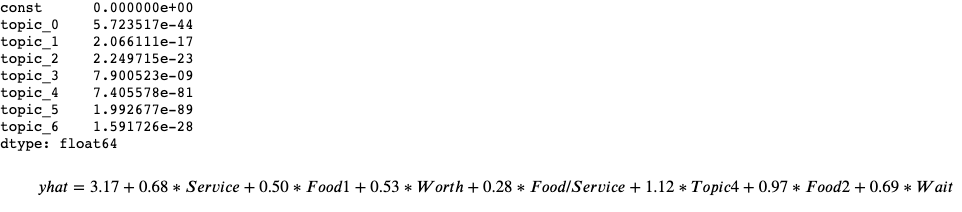 const      0.000000e+00
topic_0    5.723517e-44
topic_1    2.066111e-17
topic_2    2.249715e-23
topic_3    7.900523e-09
topic_4    7.405578e-81
topic_5    1.992677e-89
topic_6    1.591726e-28
dtype: float64
yhat = 3.17 + 0.68 * Service + 0.50 * Food1 + 0.53 * Worth + 0.28 * Food/Service + 1.12 * Topic4 + 0.97 * Food2 + 0.69 * Wait